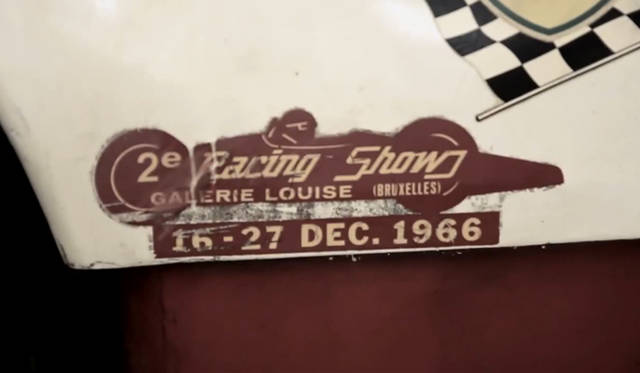 2e Racing Show
GALERIE LOUISE (BRUXELLES)
16-27 DEC. 1966